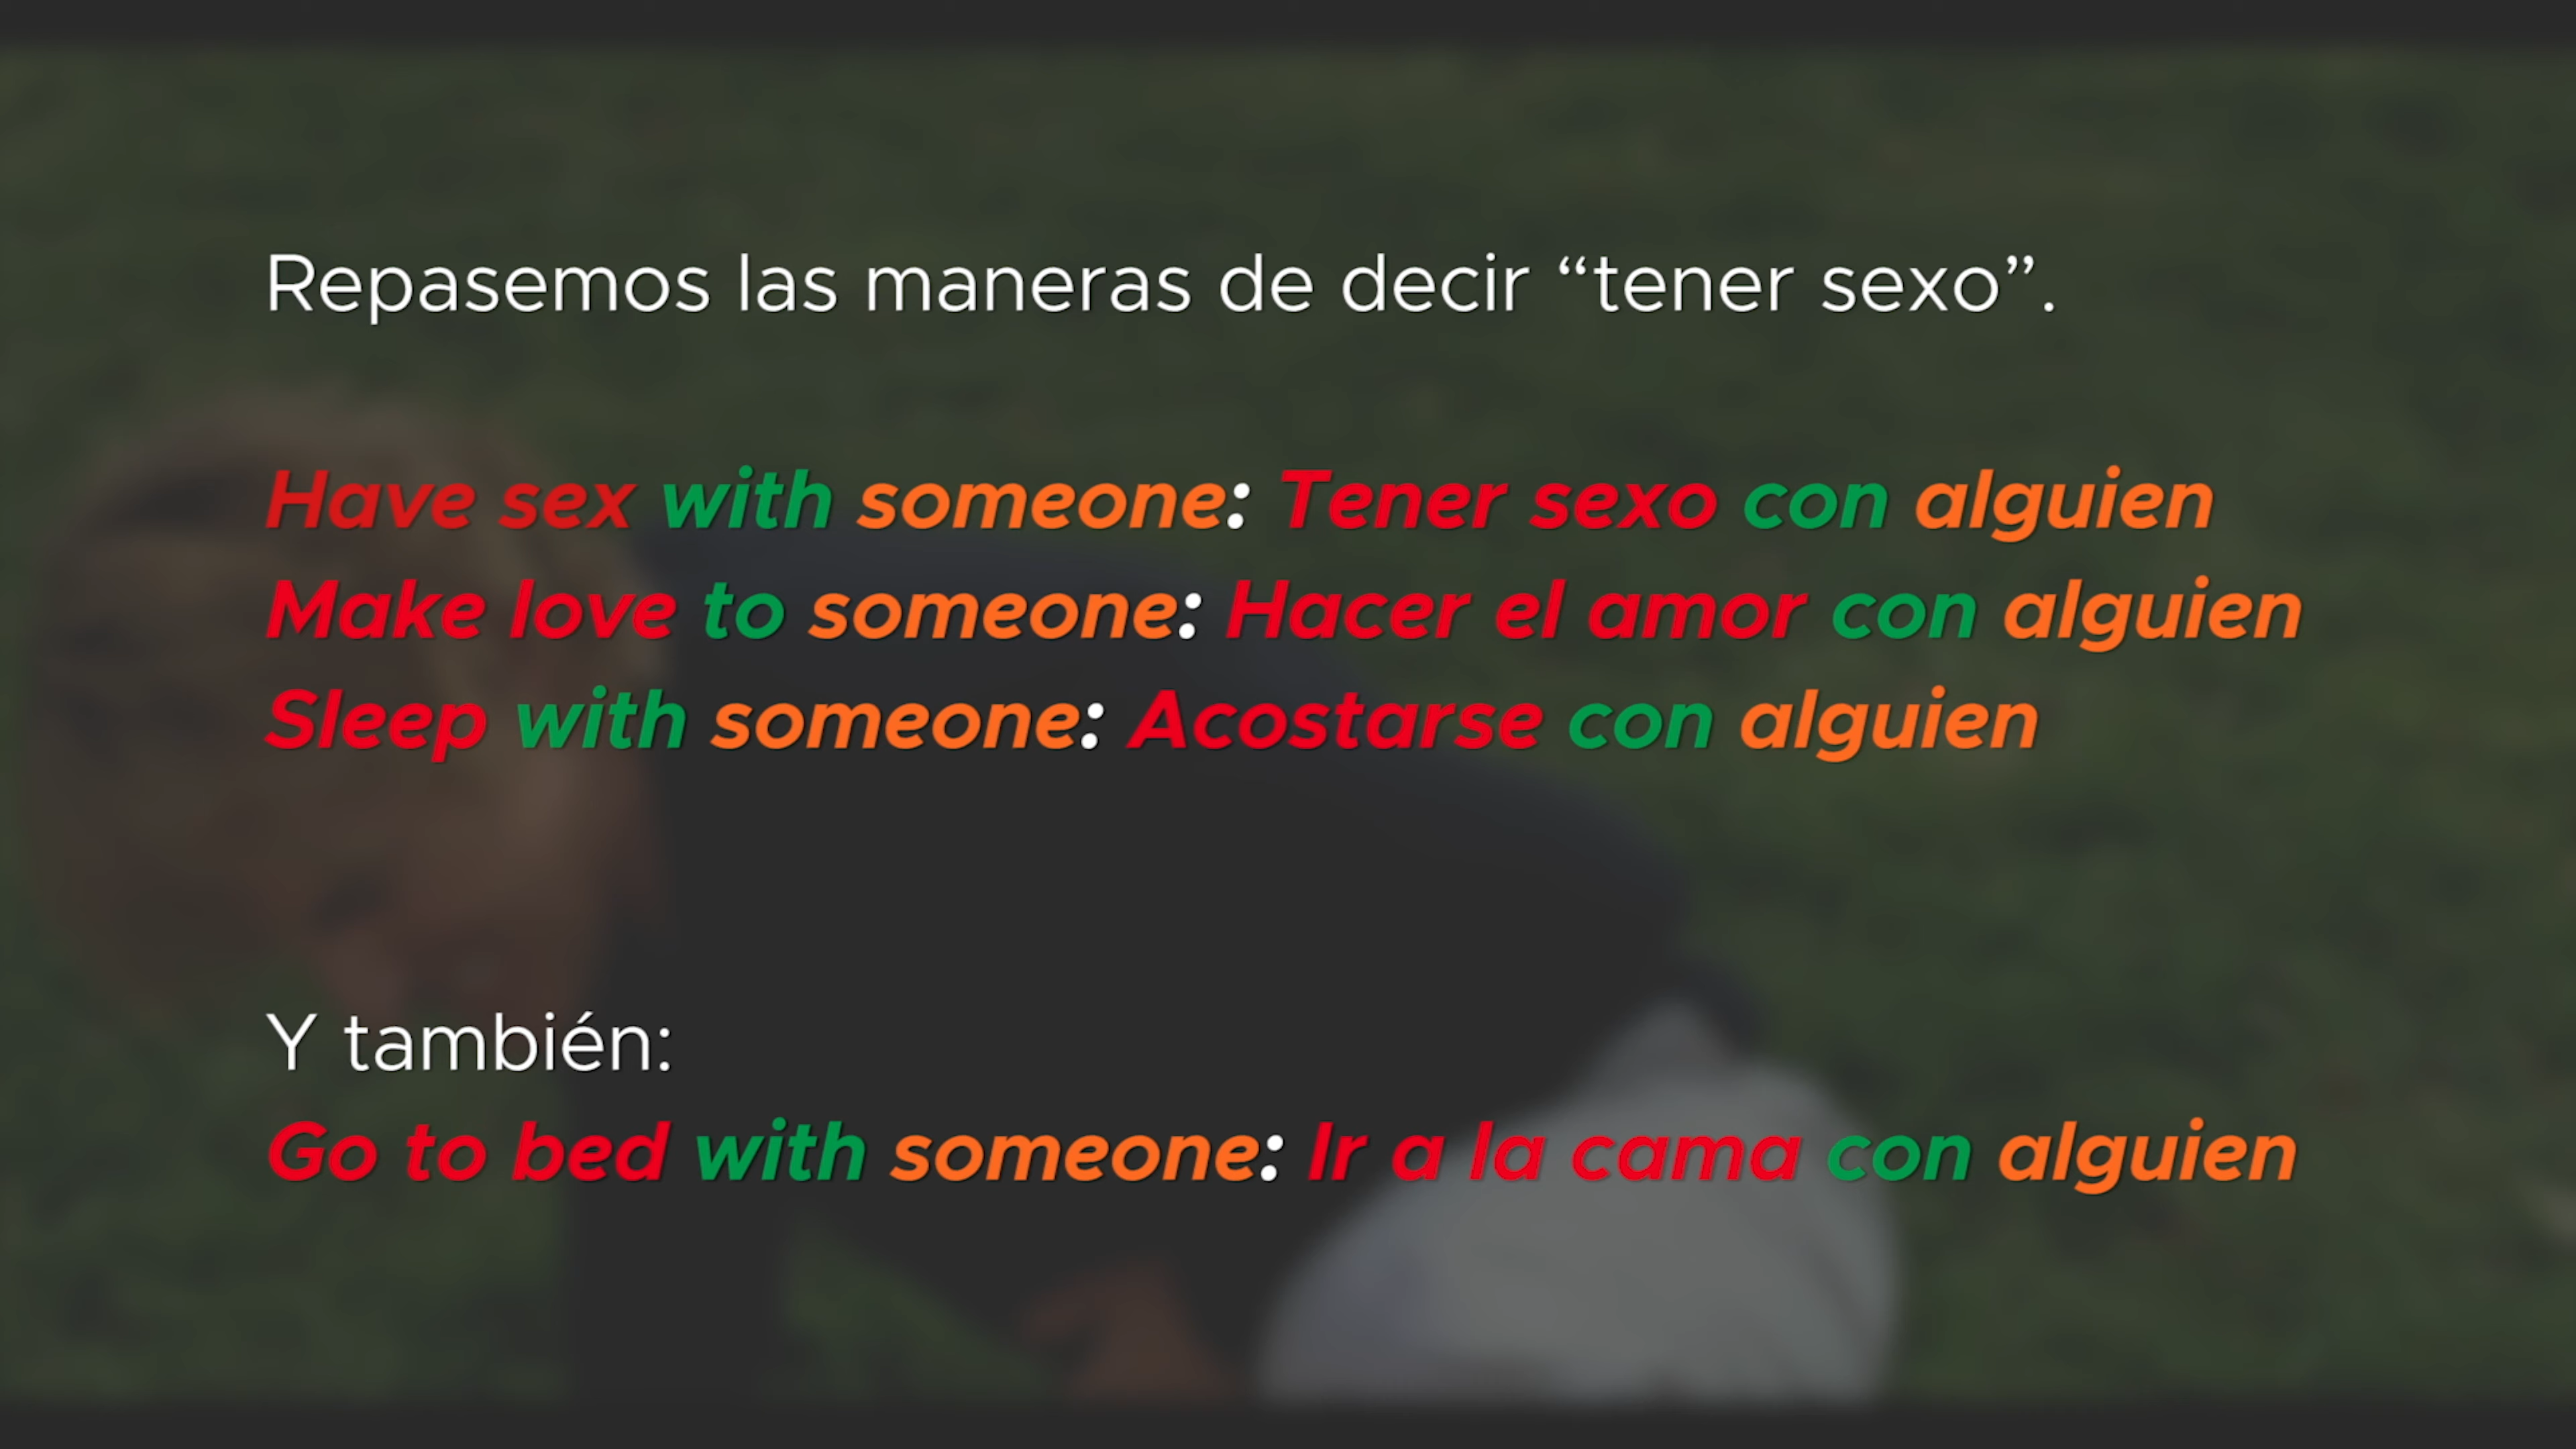 Repasemos las maneras de decir “tener sexo”.
Have sex with someone: Tener sexo con alguien
Make love to someone: Hacer el amor con alguien
Sleep with someone: Acostarse con alguien
Y también:
Go to bed with someone: Ir a la cama con alguien